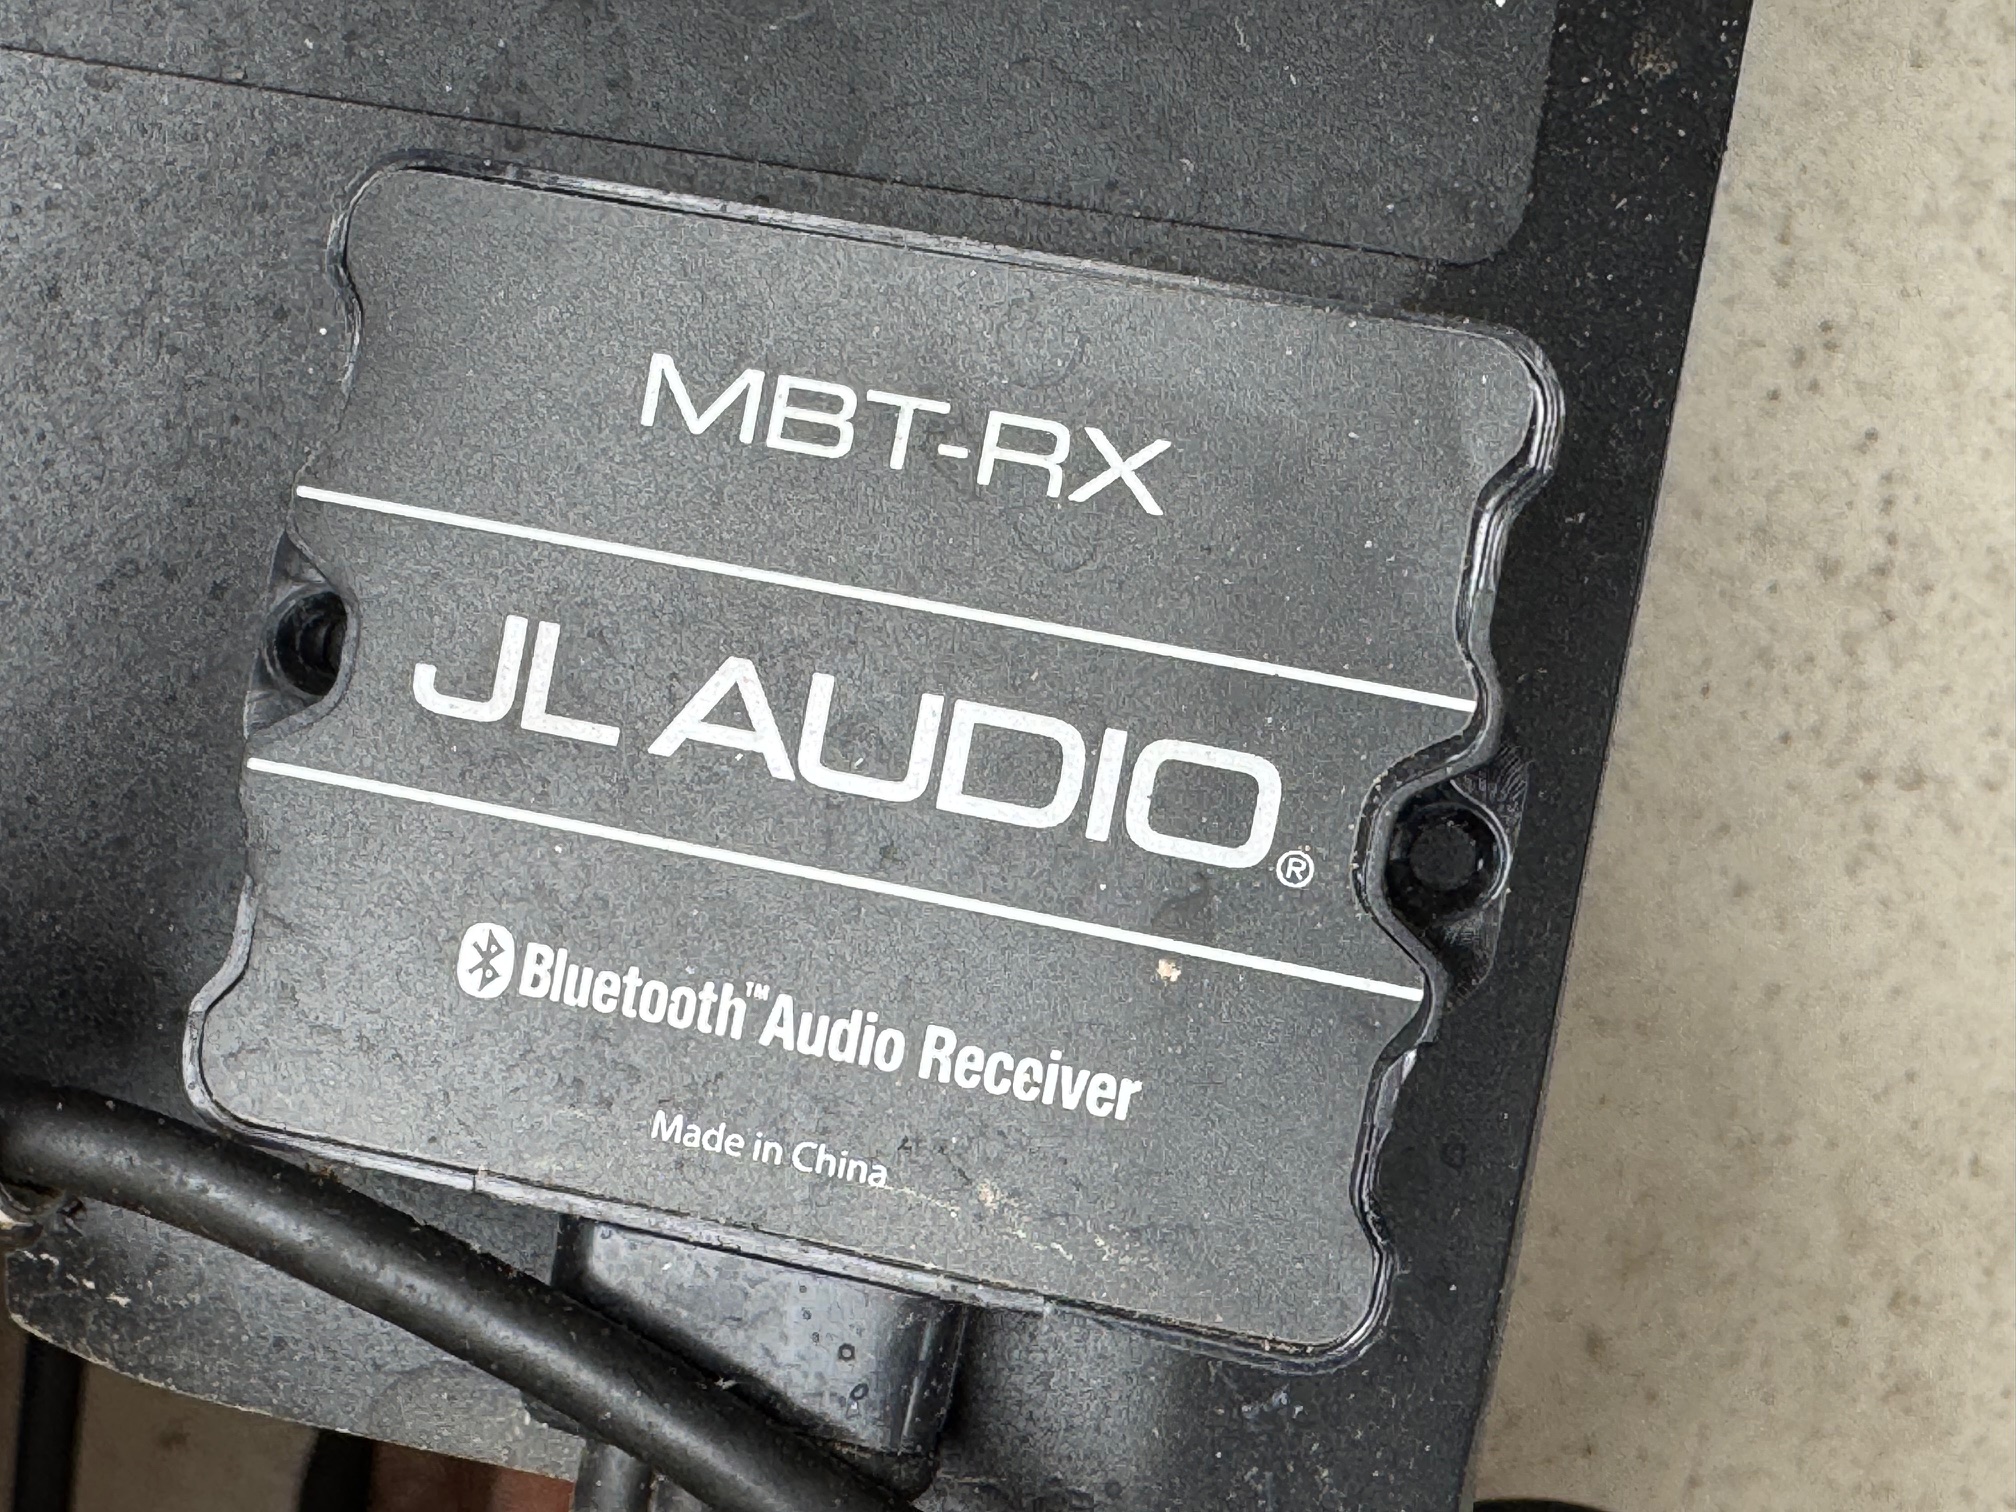 MBT-RX
JL AUDIO®
Bluetooth™ Audio Receiver
Made in China